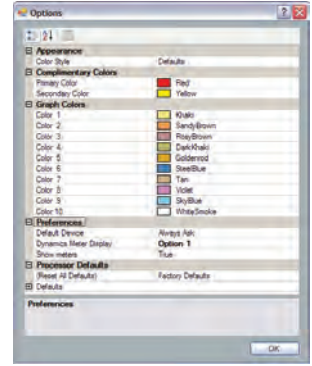 Options
Appearance
Color Style Defaults
Complimentary Colors
Primary Color Red
Secondary Color Yellow
Graph Colors
Color 1 Khaki
Color 2 SandyBrown
Color 3 RosyBrown
Color 4 DarkKhaki
Color 5 Goldenrod
Color 6 SteelBlue
Color 7 Tan
Color 8 Violet
Color 9 SkyBlue
Color 10 WhiteSmoke
Preferences
Default Device Always Ask
Dynamics Meter Display Option 1
Show meters True
Processor Defaults
(Reset All Defaults) Factory Defaults
Defaults
Preferences
OK